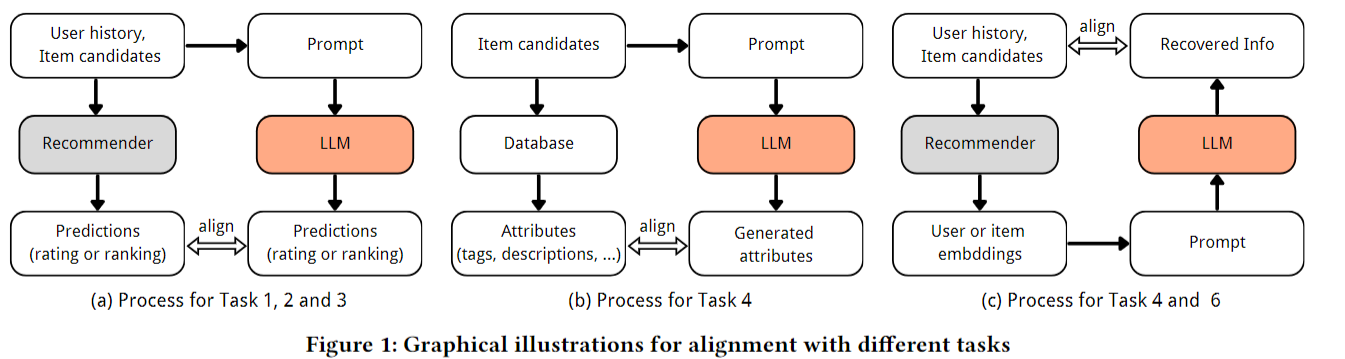 User history,
Item candidates
Prompt
Recommender
LLM
Predictions
(rating or ranking)
align
Predictions
(rating or ranking)
(a) Process for Task 1, 2 and 3
Item candidates
Prompt
Database
LLM
Attributes
(tags, descriptions, ...)
align
Generated
attributes
(b) Process for Task 4
User history,
Item candidates
align
Recovered Info
Recommender
LLM
User or item
embddings
Prompt
(c) Process for Task 4 and 6
Figure 1: Graphical illustrations for alignment with different tasks